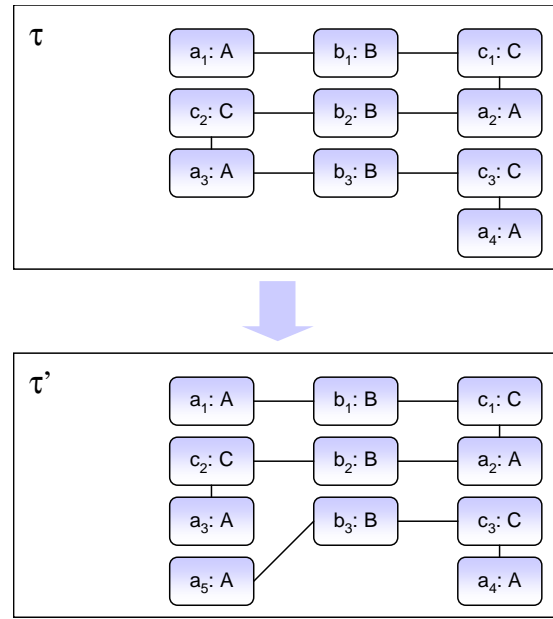 τ
a₁: A b₁: B c₁: C
c₂: C b₂: B a₂: A
a₃: A b₃: B c₃: C
a₄: A
τ’
a₁: A b₁: B c₁: C
c₂: C b₂: B a₂: A
a₃: A b₃: B c₃: C
a₅: A a₄: A